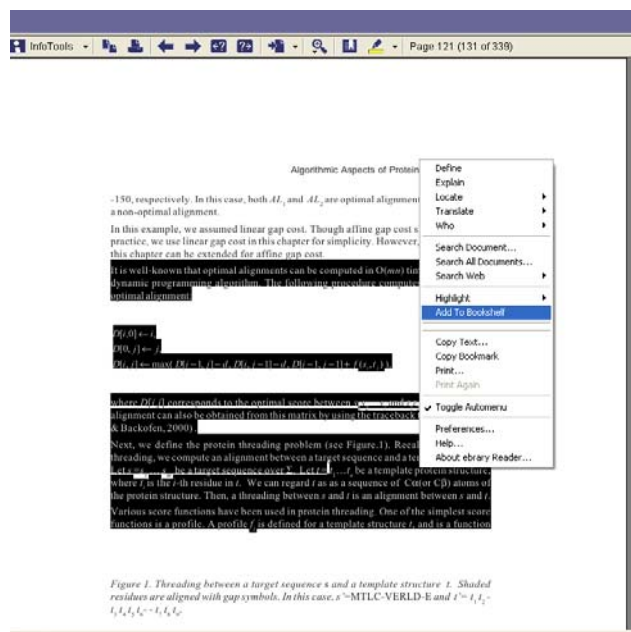 InfoTools Page 121 (131 of 339)
Algorithmic Aspects of Protein
-150, respectively. In this case, both AL₁ and AL₂ are optimal alignment
a non-optimal alignment.
In this example, we assumed linear gap cost. Though affine gap cost
practice, we use linear gap cost in this chapter for simplicity. However,
this chapter can be extended for affine gap cost.
It is well-known that optimal alignments can be computed in O(mn)
dynamic programming algorithm. The following procedure
optimal alignment:
D[i,0] ←
D[0, j] ←
D[i, j] ← max( D[i−1, j]−d, D[i, j−1]−d, D[i−1, j−1]+ f(sᵢ,tⱼ) ).
where corresponds to the optimal score between
alignment can also be obtained from this matrix by using the traceback
& Backofen, 2000).
Next, we define the protein threading problem (see Figure.1).
threading, we compute an alignment between a target sequence and a
Let be a target sequence over Σ. Let be a template protein structure,
where tᵢ is the i-th residue in t. We can regard t as as a sequence of Cα(or Cβ) atoms of
the protein structure. Then, a threading between s and t is an alignment between s and t.
Various score functions have been used in protein threading. One of the simplest score
functions is a profile. A profile is defined for a template structure t, and is a function
Figure 1. Threading between a target sequence s and a template structure t. Shaded
residues are aligned with gap symbols. In this case, s'=MTLC-VERLD-E and t'=
Define
Explain
Locate
Translate
Who
Search Document...
Search All Documents...
Search Web
Highlight
Add To Bookshelf
Copy Text...
Copy Bookmark
Print...
Print Again
Toggle Automenu
Preferences...
Help...
About ebrary Reader...